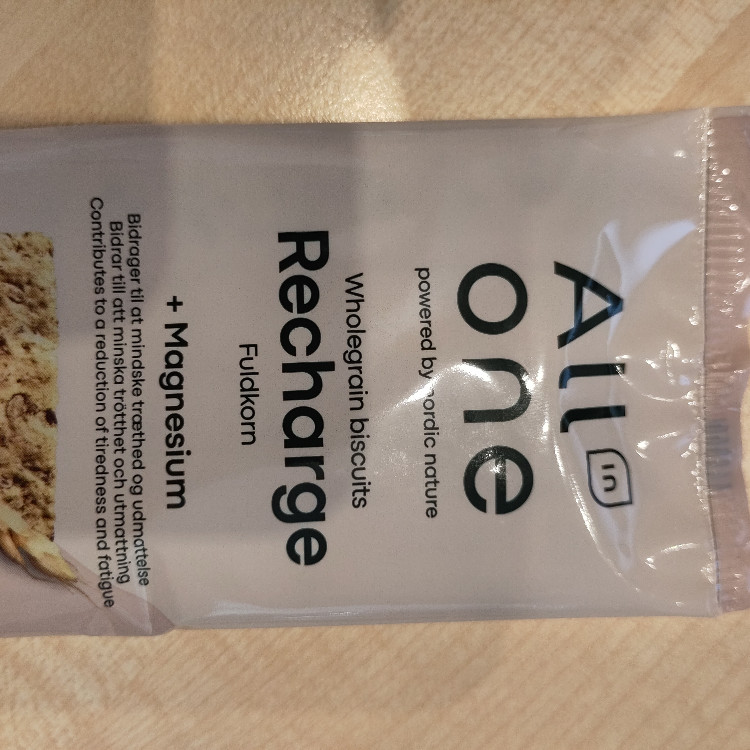 All in
one
powered by nordic nature
Wholegrain biscuits
Recharge
Fuldkorn
+ Magnesium
Bidrager til at mindske træthed og udmattelse
Bidrar till att minska trötthet och utmattning
Contributes to a reduction of tiredness and fatigue